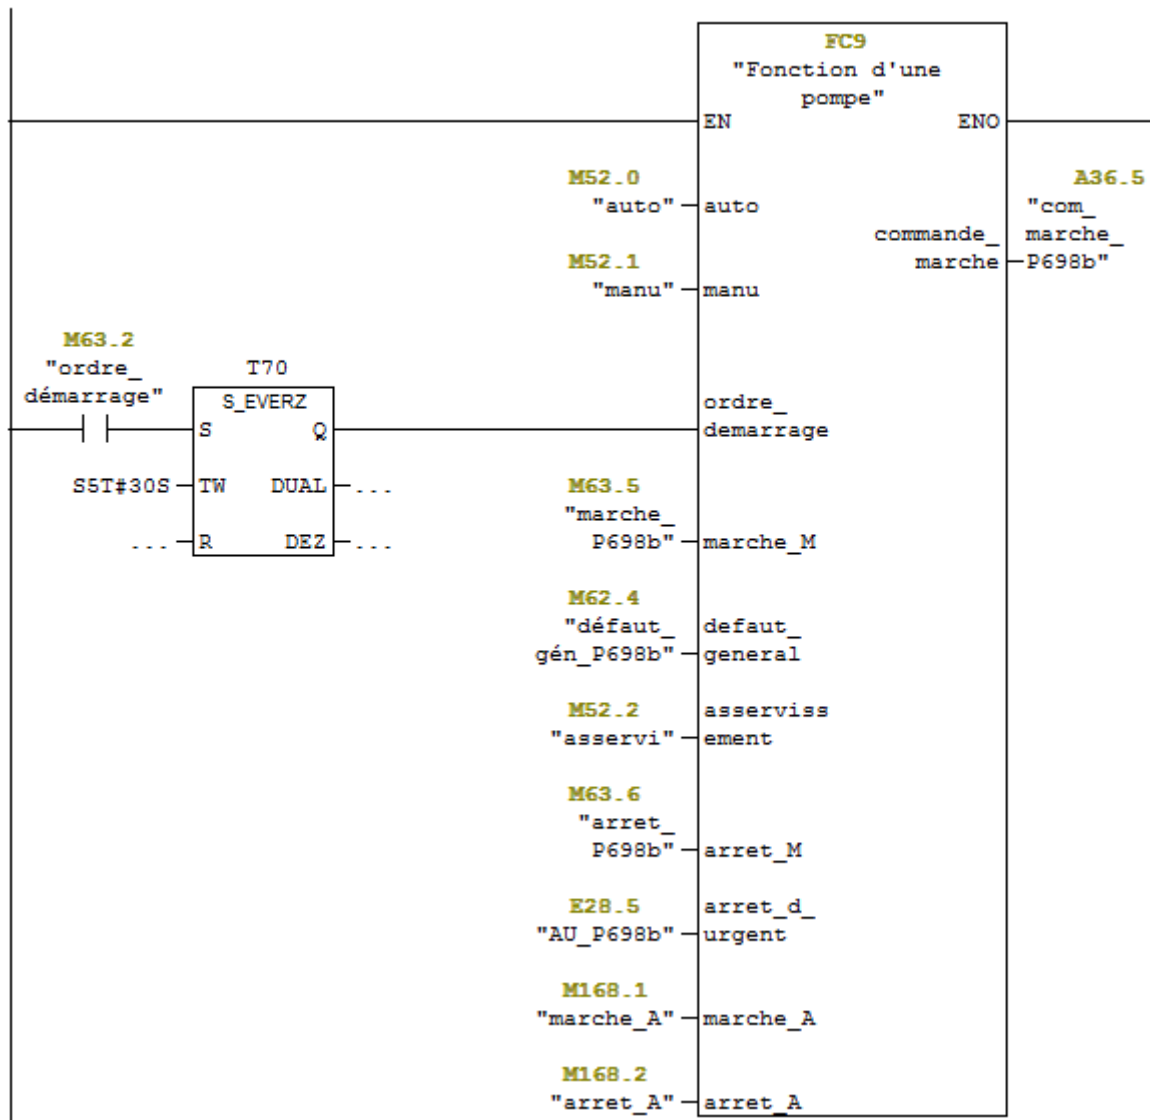 FC9
"Fonction d'une
pompe"
EN ENO
M52.0
"auto" auto
A36.5
"com_
marche_
P698b"
commande_
marche
M52.1
"manu" manu
M63.2
"ordre_
démarrage"
T70
S_EVERZ
S Q
ordre_
demarrage
S5T#30S TW DUAL ...
... R DEZ ...
M63.5
"marche_
P698b" marche_M
M62.4
"défaut_ defaut_
gén_P698b" general
M52.2 asserviss
"asservi" ement
M63.6
"arret_
P698b" arret_M
E28.5 arret_d_
"AU_P698b" urgent
M168.1
"marche_A" marche_A
M168.2
"arret_A" arret_A